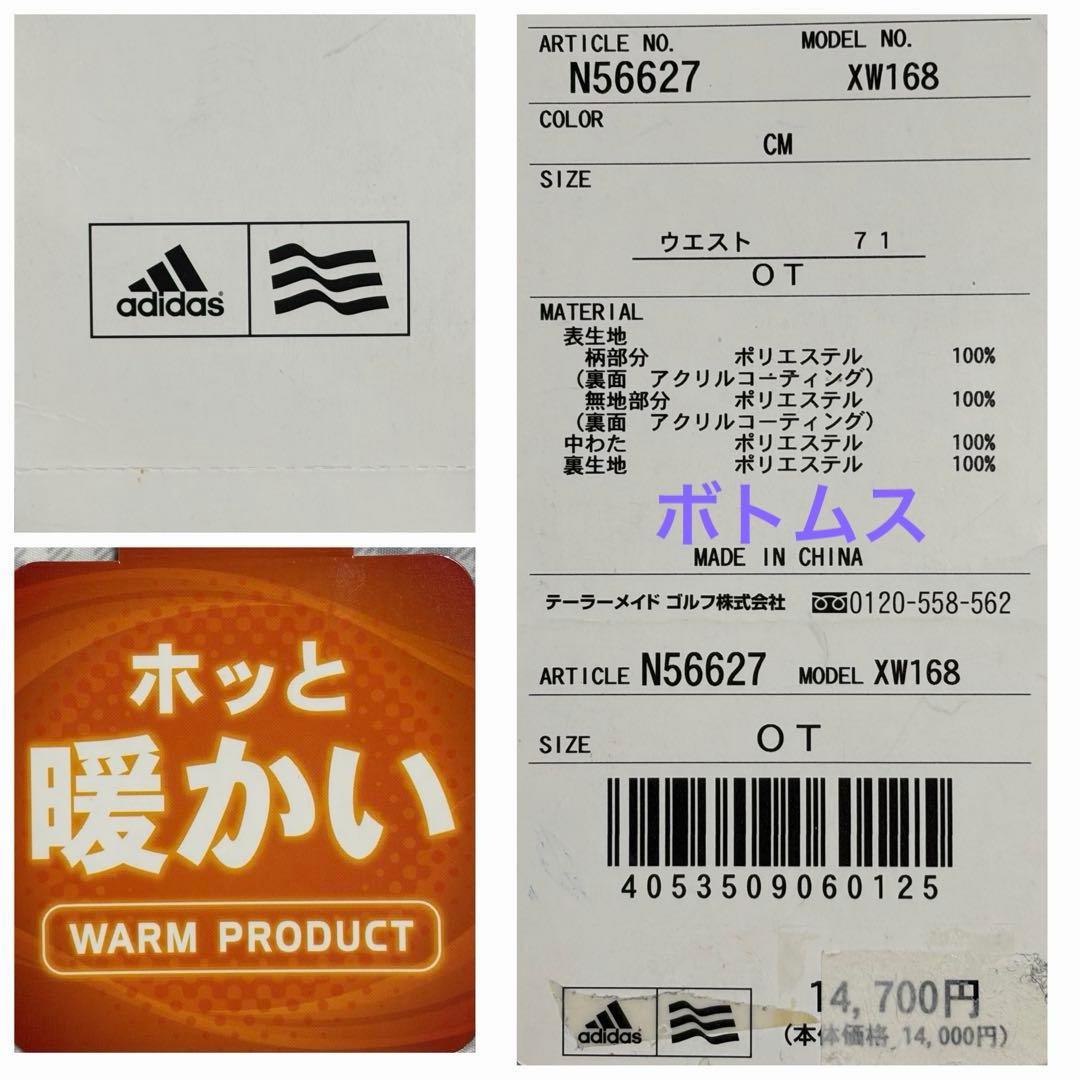 adidas
ホッと
暖かい
WARM PRODUCT
ARTICLE NO. MODEL NO.
N56627 XW168
COLOR
CM
SIZE
ウエスト 71
OT
MATERIAL
表生地
柄部分 ポリエステル 100%
(裏面 アクリルコーティング)
無地部分 ポリエステル 100%
(裏面 アクリルコーティング)
中わた ポリエステル 100%
裏生地 ポリエステル 100%
ボトムス
MADE IN CHINA
テーラーメイド ゴルフ株式会社 0120-558-562
ARTICLE N56627 MODEL XW168
SIZE OT
4053509060125
adidas
14,700円
(本体価格 14,000円)